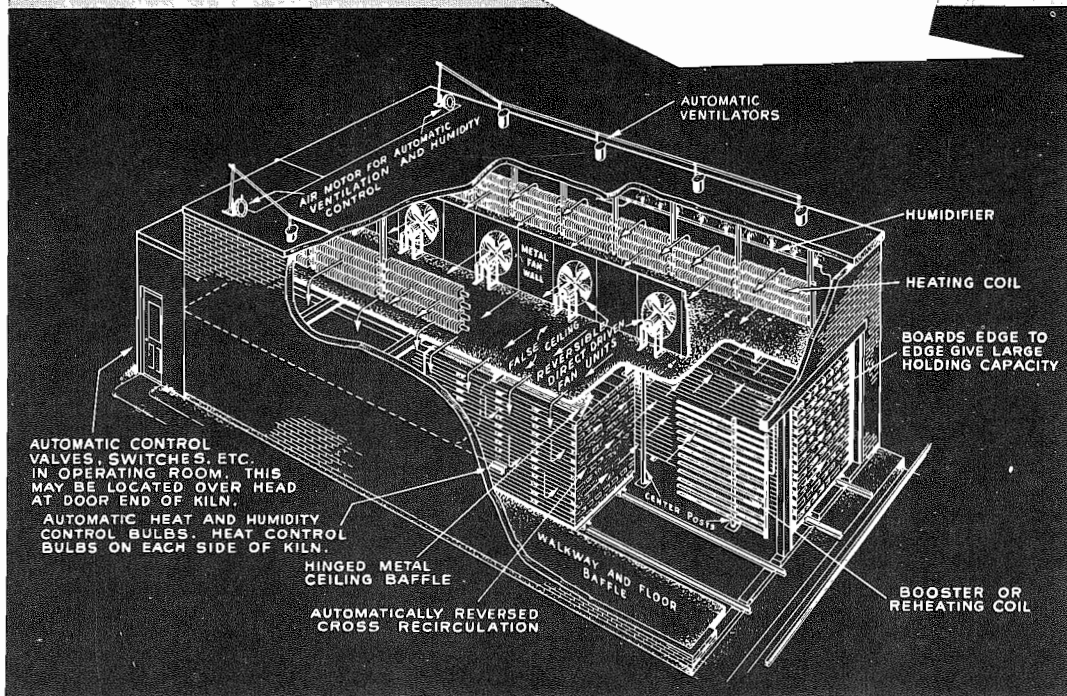 AUTOMATIC
VENTILATORS
AIR MOTOR FOR AUTOMATIC
VENTILATION AND HUMIDITY
CONTROL
HUMIDIFIER
METAL
FAN
WALL
HEATING COIL
FALSE CEILING
REVERSIBLE
DIRECT DRIVEN
FAN UNITS
BOARDS EDGE TO
EDGE GIVE LARGE
HOLDING CAPACITY
AUTOMATIC CONTROL
VALVES, SWITCHES, ETC.
IN OPERATING ROOM. THIS
MAY BE LOCATED OVER HEAD
AT DOOR END OF KILN.
AUTOMATIC HEAT AND HUMIDITY
CONTROL BULBS. HEAT CONTROL
BULBS ON EACH SIDE OF KILN.
CENTER POSTS
HINGED METAL
CEILING BAFFLE
WALKWAY AND FLOOR
BAFFLE
AUTOMATICALLY REVERSED
CROSS RECIRCULATION
BOOSTER OR
REHEATING COIL